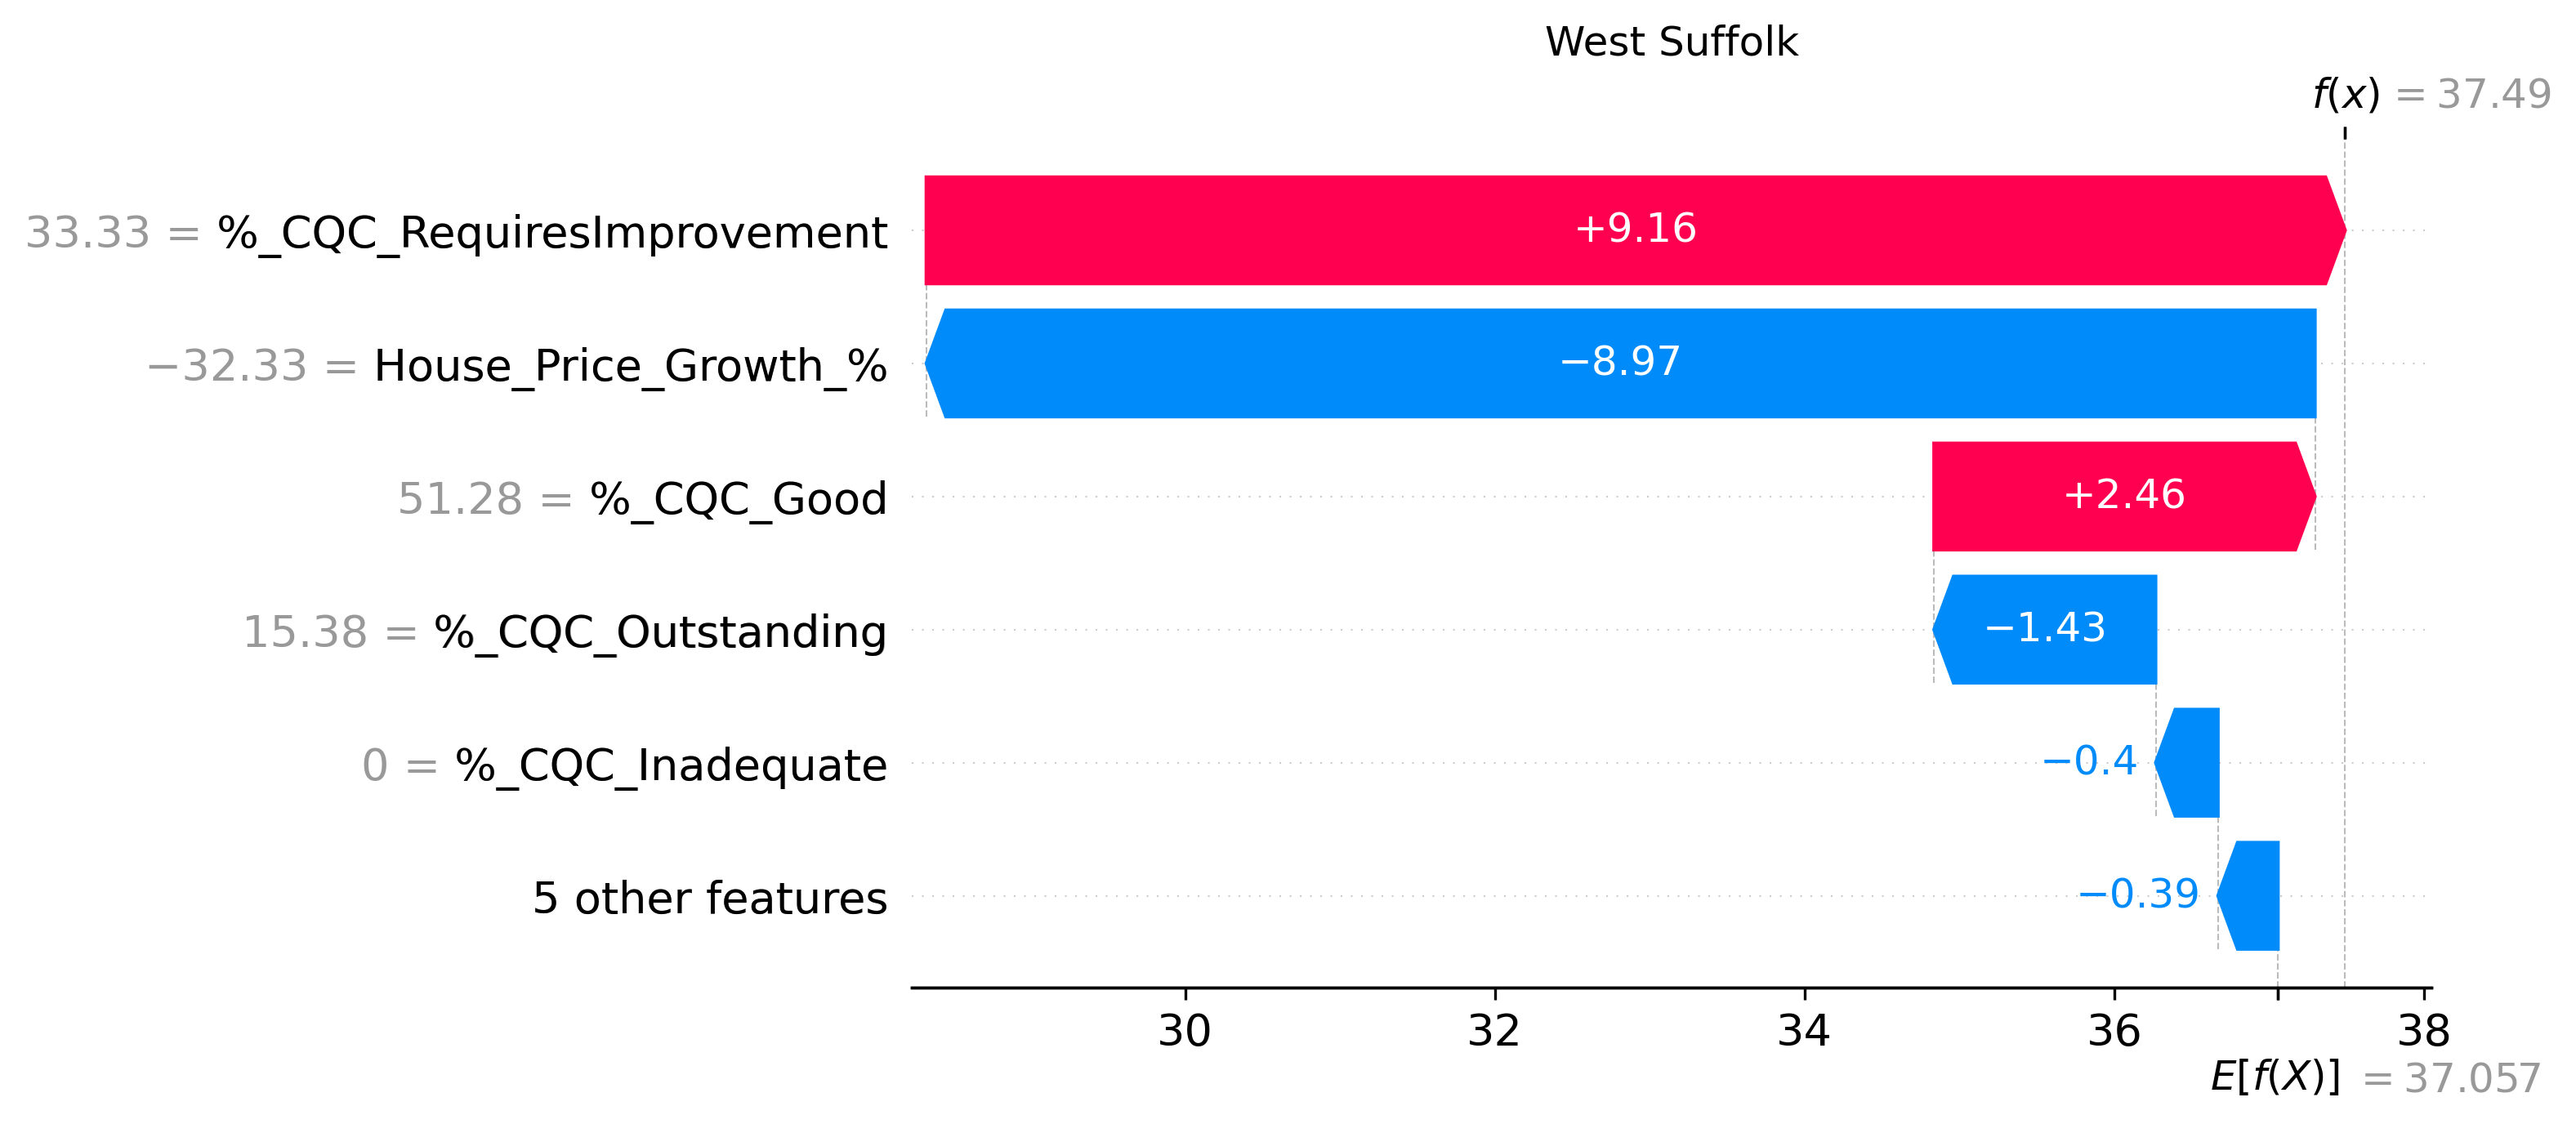 West Suffolk
f(x) = 37.49
33.33 = %_CQC_RequiresImprovement
+9.16
−32.33 = House_Price_Growth_%
−8.97
51.28 = %_CQC_Good
+2.46
15.38 = %_CQC_Outstanding
−1.43
0 = %_CQC_Inadequate
−0.4
5 other features
−0.39
30 32 34 36 38
E[f(X)] = 37.057